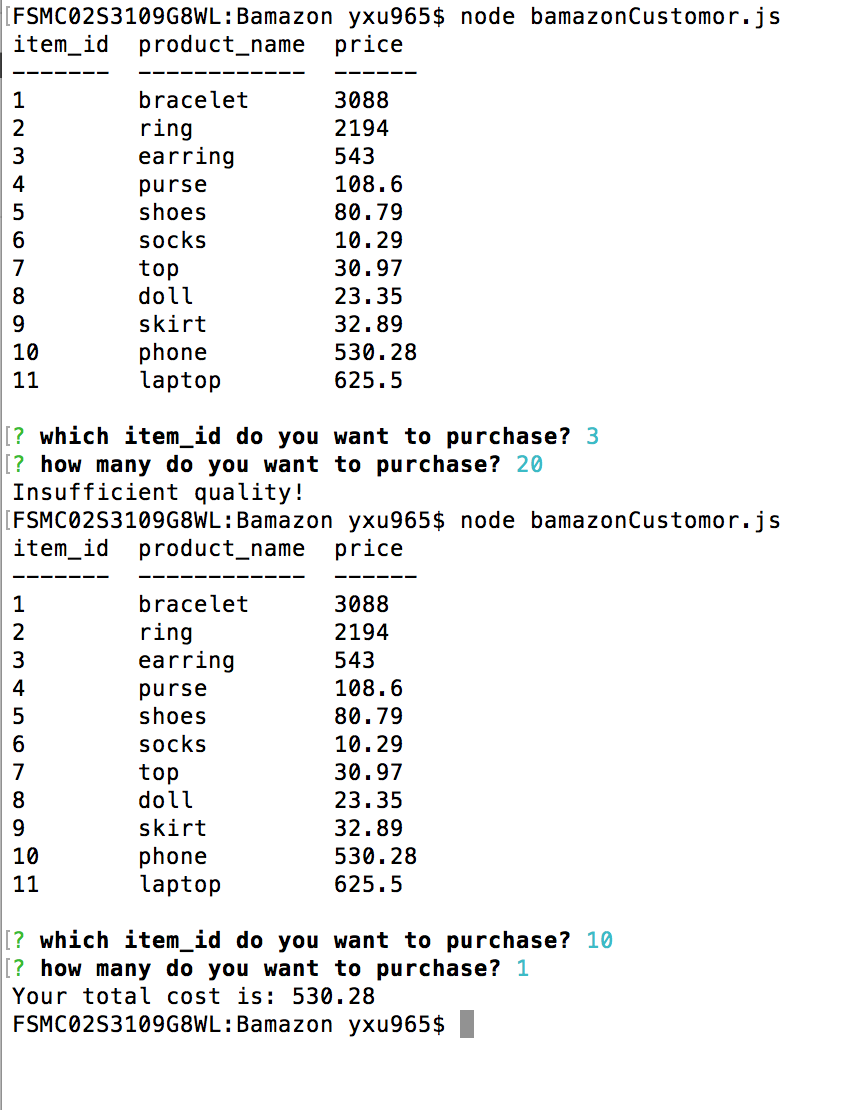 [FSMC02S3109G8WL:Bamazon yxu965$ node bamazonCustomor.js
item_id  product_name  price
-------  ------------  ------
1        bracelet      3088
2        ring          2194
3        earring       543
4        purse         108.6
5        shoes         80.79
6        socks         10.29
7        top           30.97
8        doll          23.35
9        skirt         32.89
10       phone         530.28
11       laptop        625.5
[? which item_id do you want to purchase? 3
[? how many do you want to purchase? 20
Insufficient quality!
[FSMC02S3109G8WL:Bamazon yxu965$ node bamazonCustomor.js
item_id  product_name  price
-------  ------------  ------
1        bracelet      3088
2        ring          2194
3        earring       543
4        purse         108.6
5        shoes         80.79
6        socks         10.29
7        top           30.97
8        doll          23.35
9        skirt         32.89
10       phone         530.28
11       laptop        625.5
[? which item_id do you want to purchase? 10
[? how many do you want to purchase? 1
Your total cost is: 530.28
FSMC02S3109G8WL:Bamazon yxu965$